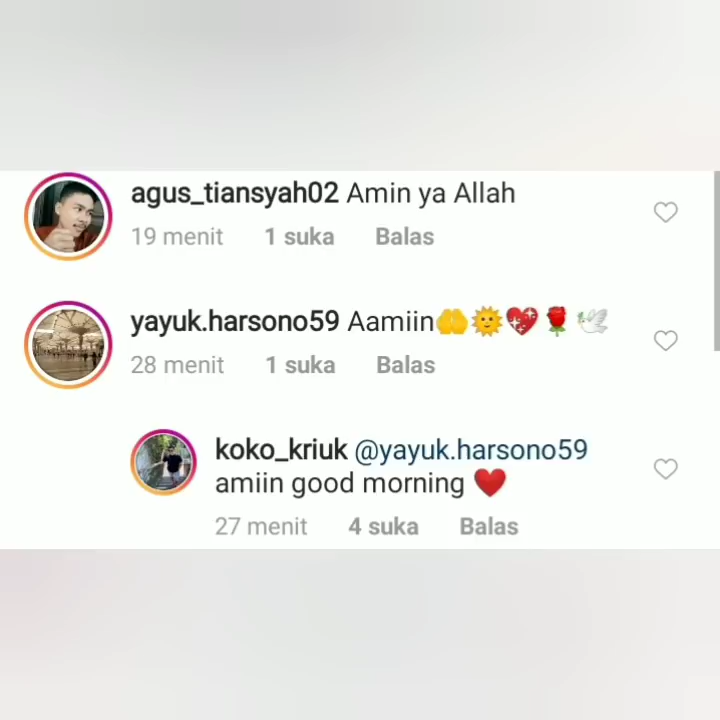 agus_tiansyah02 Amin ya Allah
19 menit 1 suka Balas
yayuk.harsono59 Aamiin🤲🌞💖🌹🕊️
28 menit 1 suka Balas
koko_kriuk @yayuk.harsono59
amiin good morning ❤️
27 menit 4 suka Balas